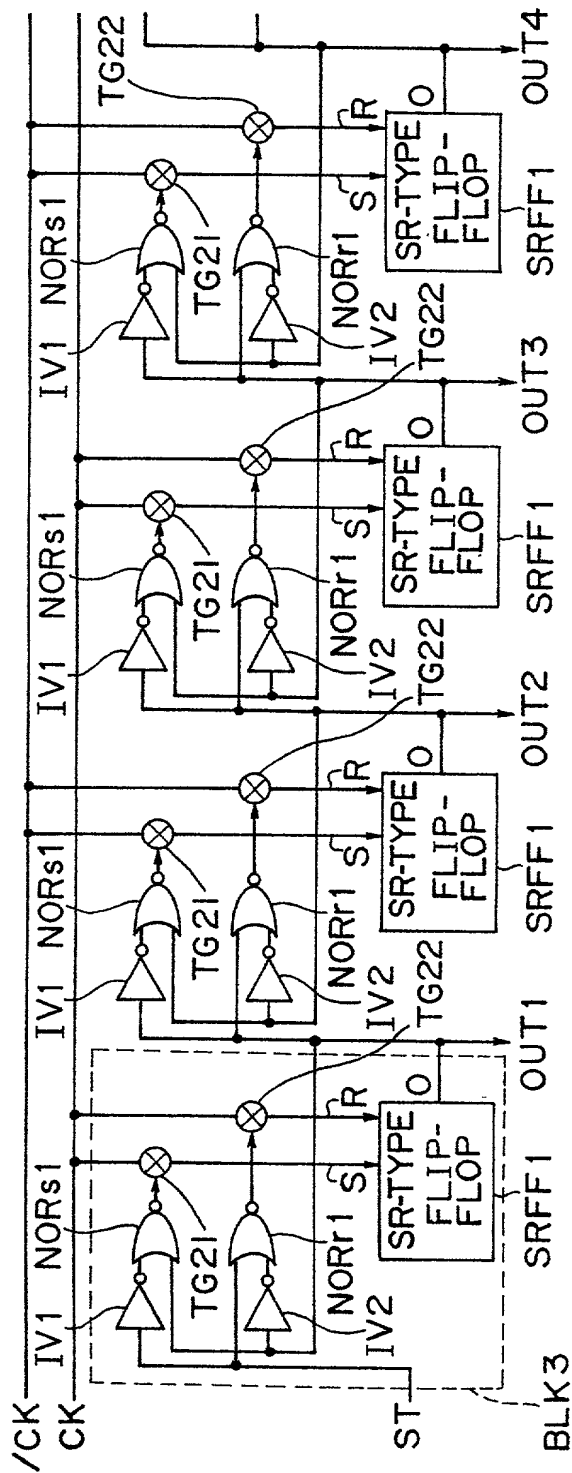 /CK
CK
ST
BLK3
IV1
NORs1
TG21
NORr1
IV2
TG22
S
R
SR-TYPE
FLIP-
FLOP
O
SRFF1
OUT1
IV1
NORs1
TG21
NORr1
IV2
TG22
S
R
SR-TYPE
FLIP-
FLOP
O
SRFF1
OUT2
IV1
NORs1
TG21
NORr1
IV2
TG22
S
R
SR-TYPE
FLIP-
FLOP
O
SRFF1
OUT3
IV1
NORs1
TG21
NORr1
IV2
TG22
S
R
SR-TYPE
FLIP-
FLOP
O
SRFF1
OUT4